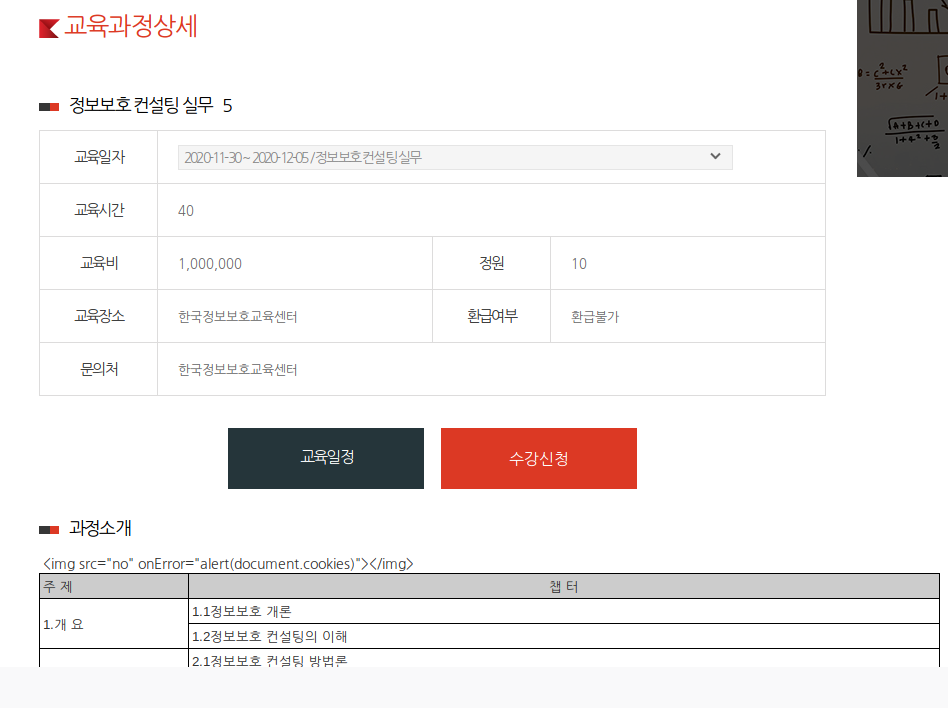 교육과정상세
정보보호 컨설팅 실무 5
교육일자 2020-11-30 ~ 2020-12-05 / 정보보호 컨설팅 실무
교육시간 40
교육비 1,000,000 정원 10
교육장소 한국정보보호교육센터 환급여부 환급불가
문의처 한국정보보호교육센터
교육일정 수강신청
과정소개
<img src="no" onError="alert(document.cookies)"></img>
주 제 챕 터
1.개 요 1.1정보보호 개론
1.2정보보호 컨설팅의 이해
2.1정보보호 컨설팅 방법론